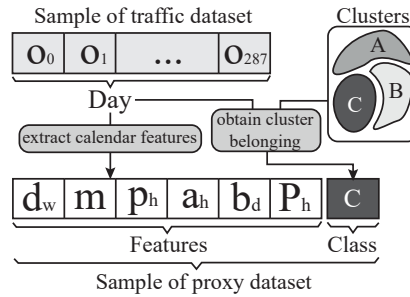 Sample of traffic dataset
Clusters
O0 O1 ... O287
A
B
C
Day
extract calendar features
obtain cluster
belonging
dw m ph ah bd Ph C
Features
Class
Sample of proxy dataset